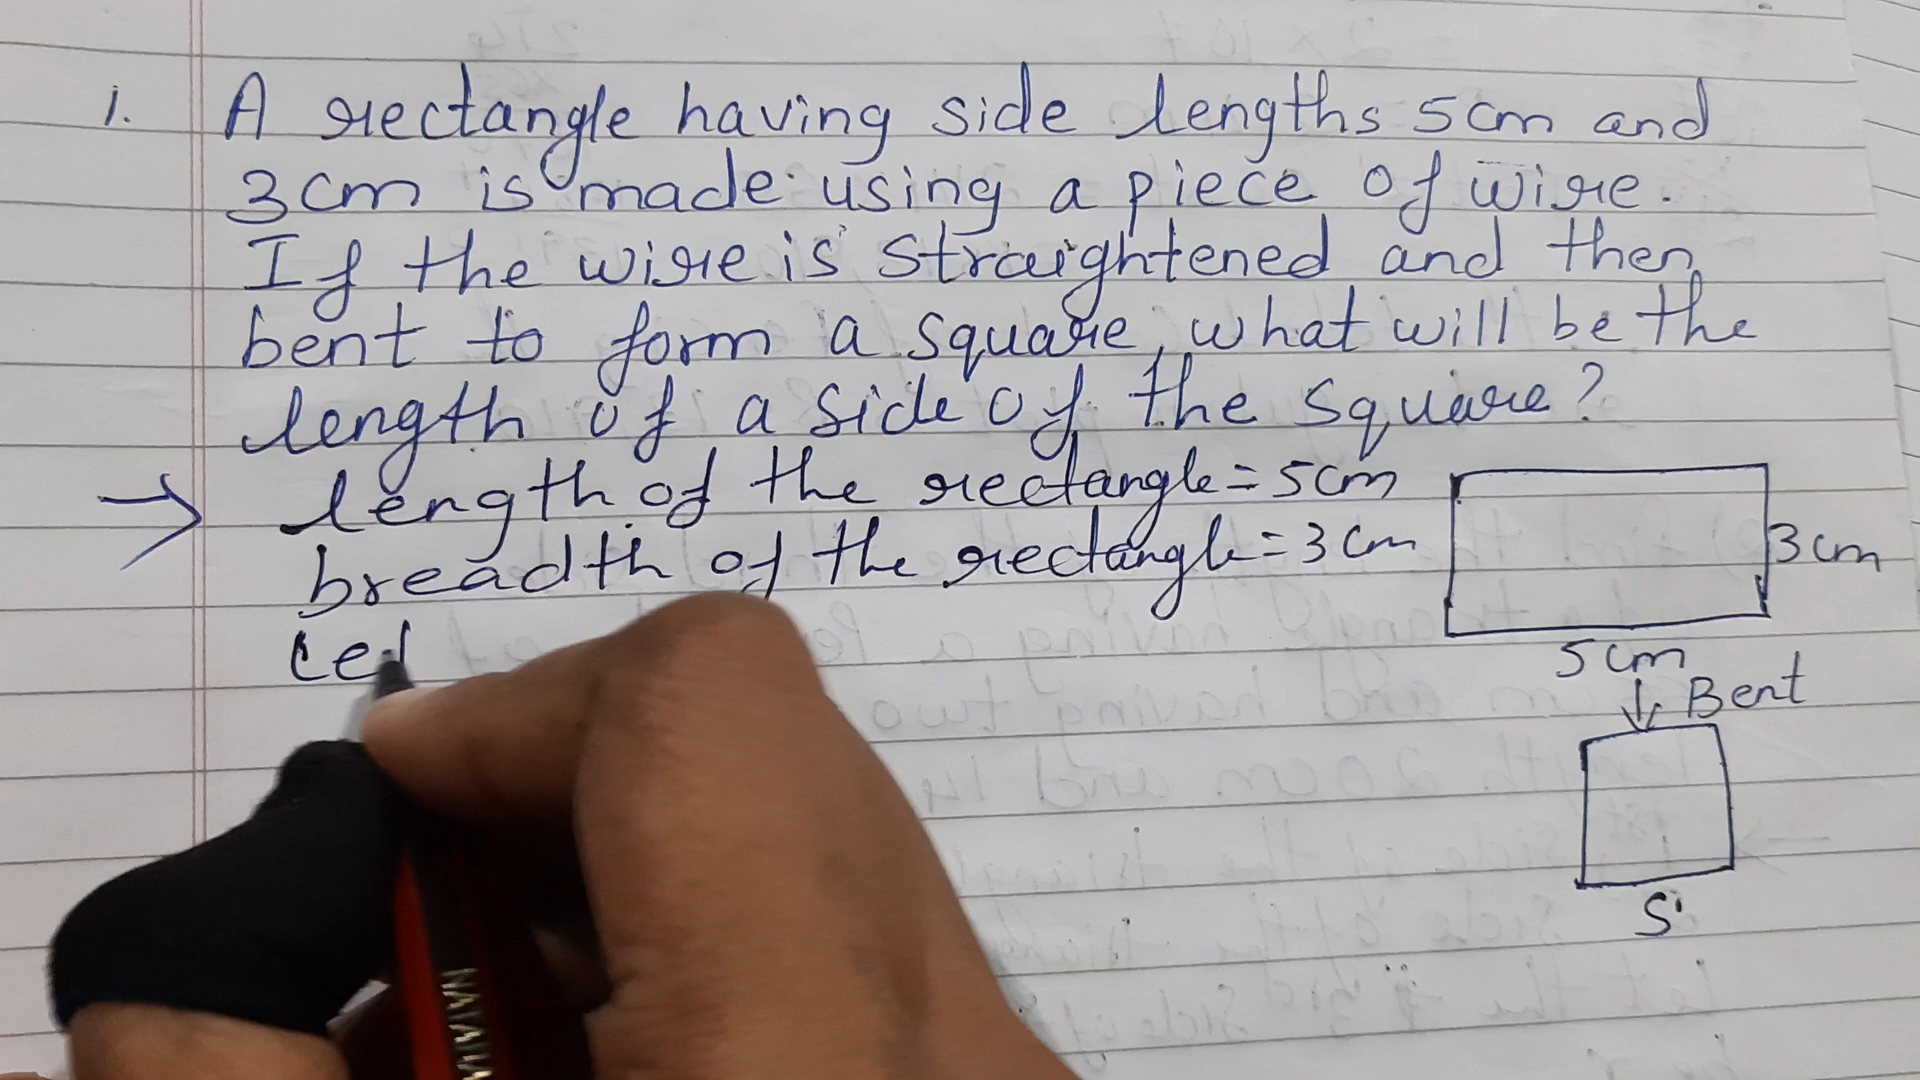 1. A rectangle having side lengths 5cm and
3cm is made using a piece of wire.
If the wire is straightened and then
bent to form a square, what will be the
length of a side of the square?
→ length of the rectangle = 5cm
breadth of the rectangle = 3cm
Let
3cm
5cm
↓ Bent
S